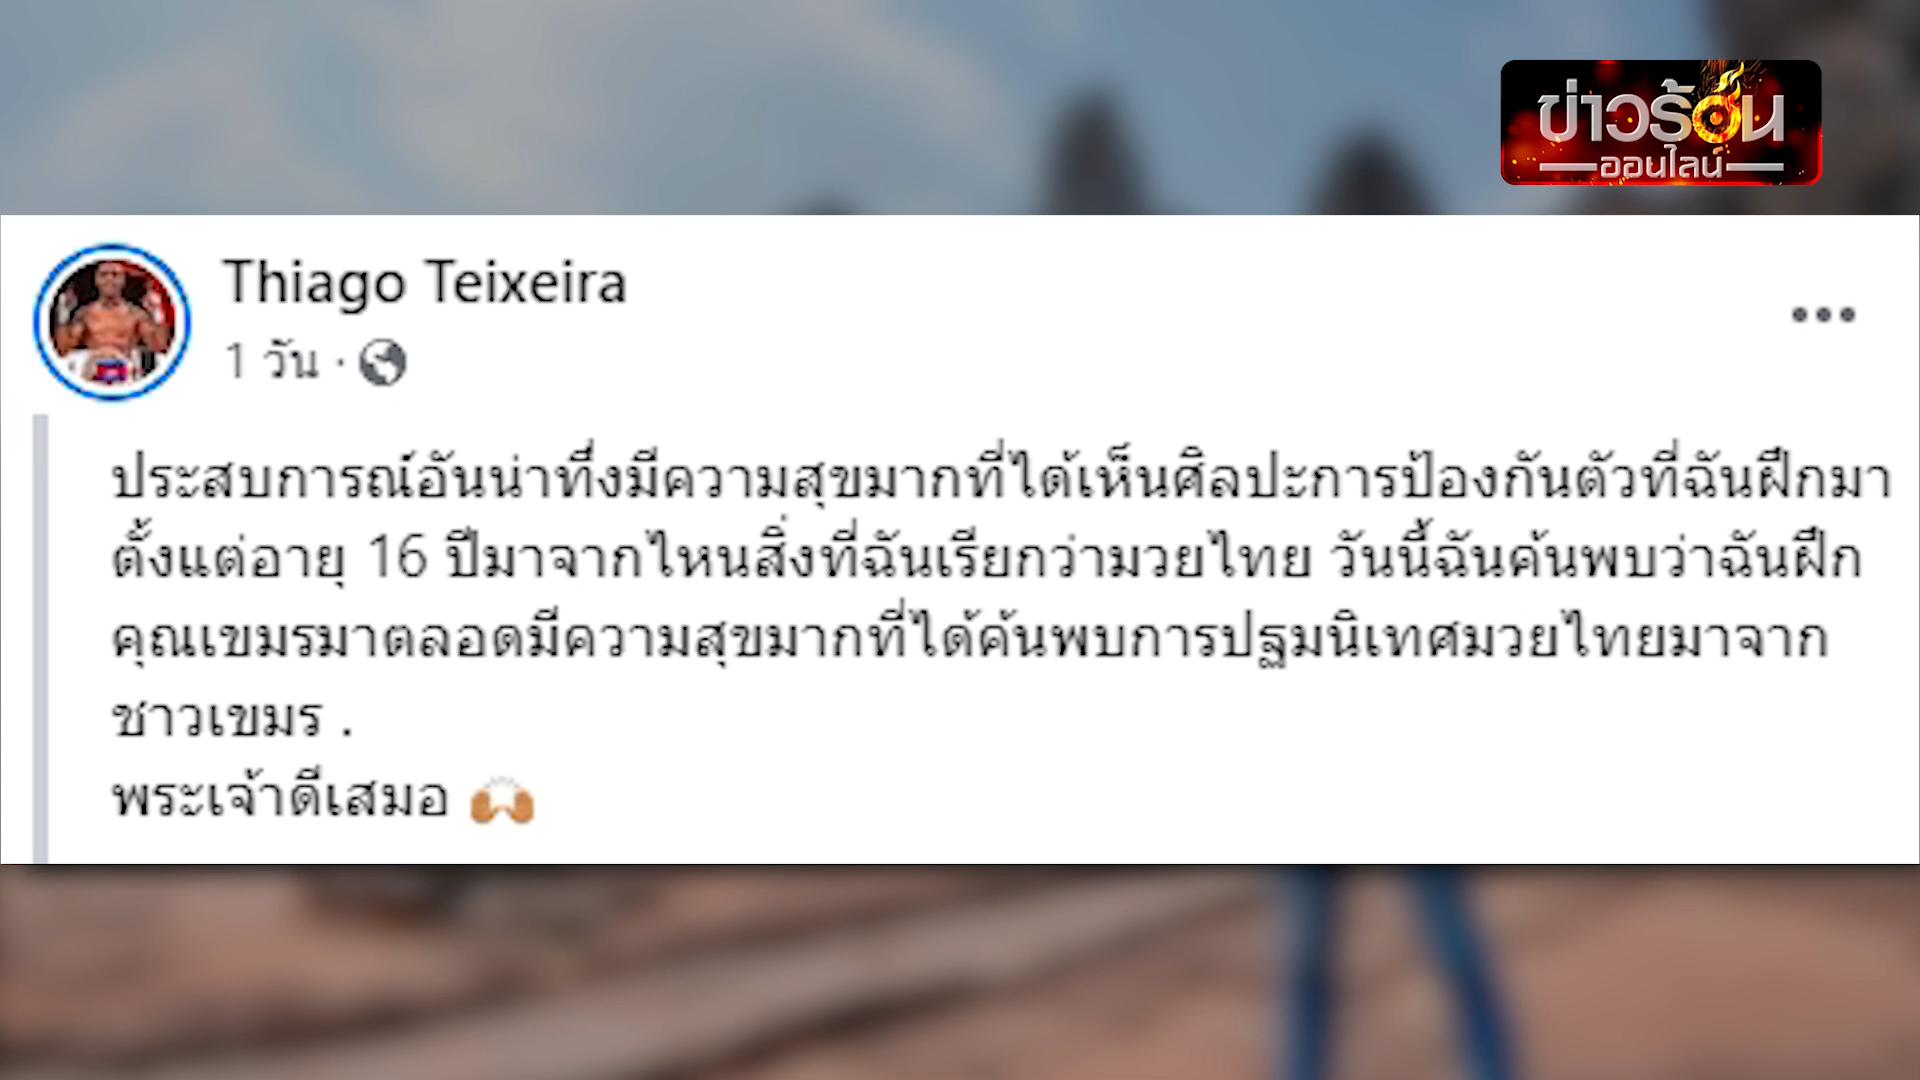 ข่าวร้อน
ออนไลน์
Thiago Teixeira
1 วัน ·
ประสบการณ์อันน่าทึ่งมีความสุขมากที่ได้เห็นศิลปะการป้องกันตัวที่ฉันฝึกมา
ตั้งแต่อายุ 16 ปีมาจากไหนสิ่งที่ฉันเรียกว่ามวยไทย วันนี้ฉันค้นพบว่าฉันฝึก
คุณเขมรมาตลอดมีความสุขมากที่ได้ค้นพบการปฐมนิเทศมวยไทยมาจาก
ชาวเขมร .
พระเจ้าดีเสมอ 🙌🏽